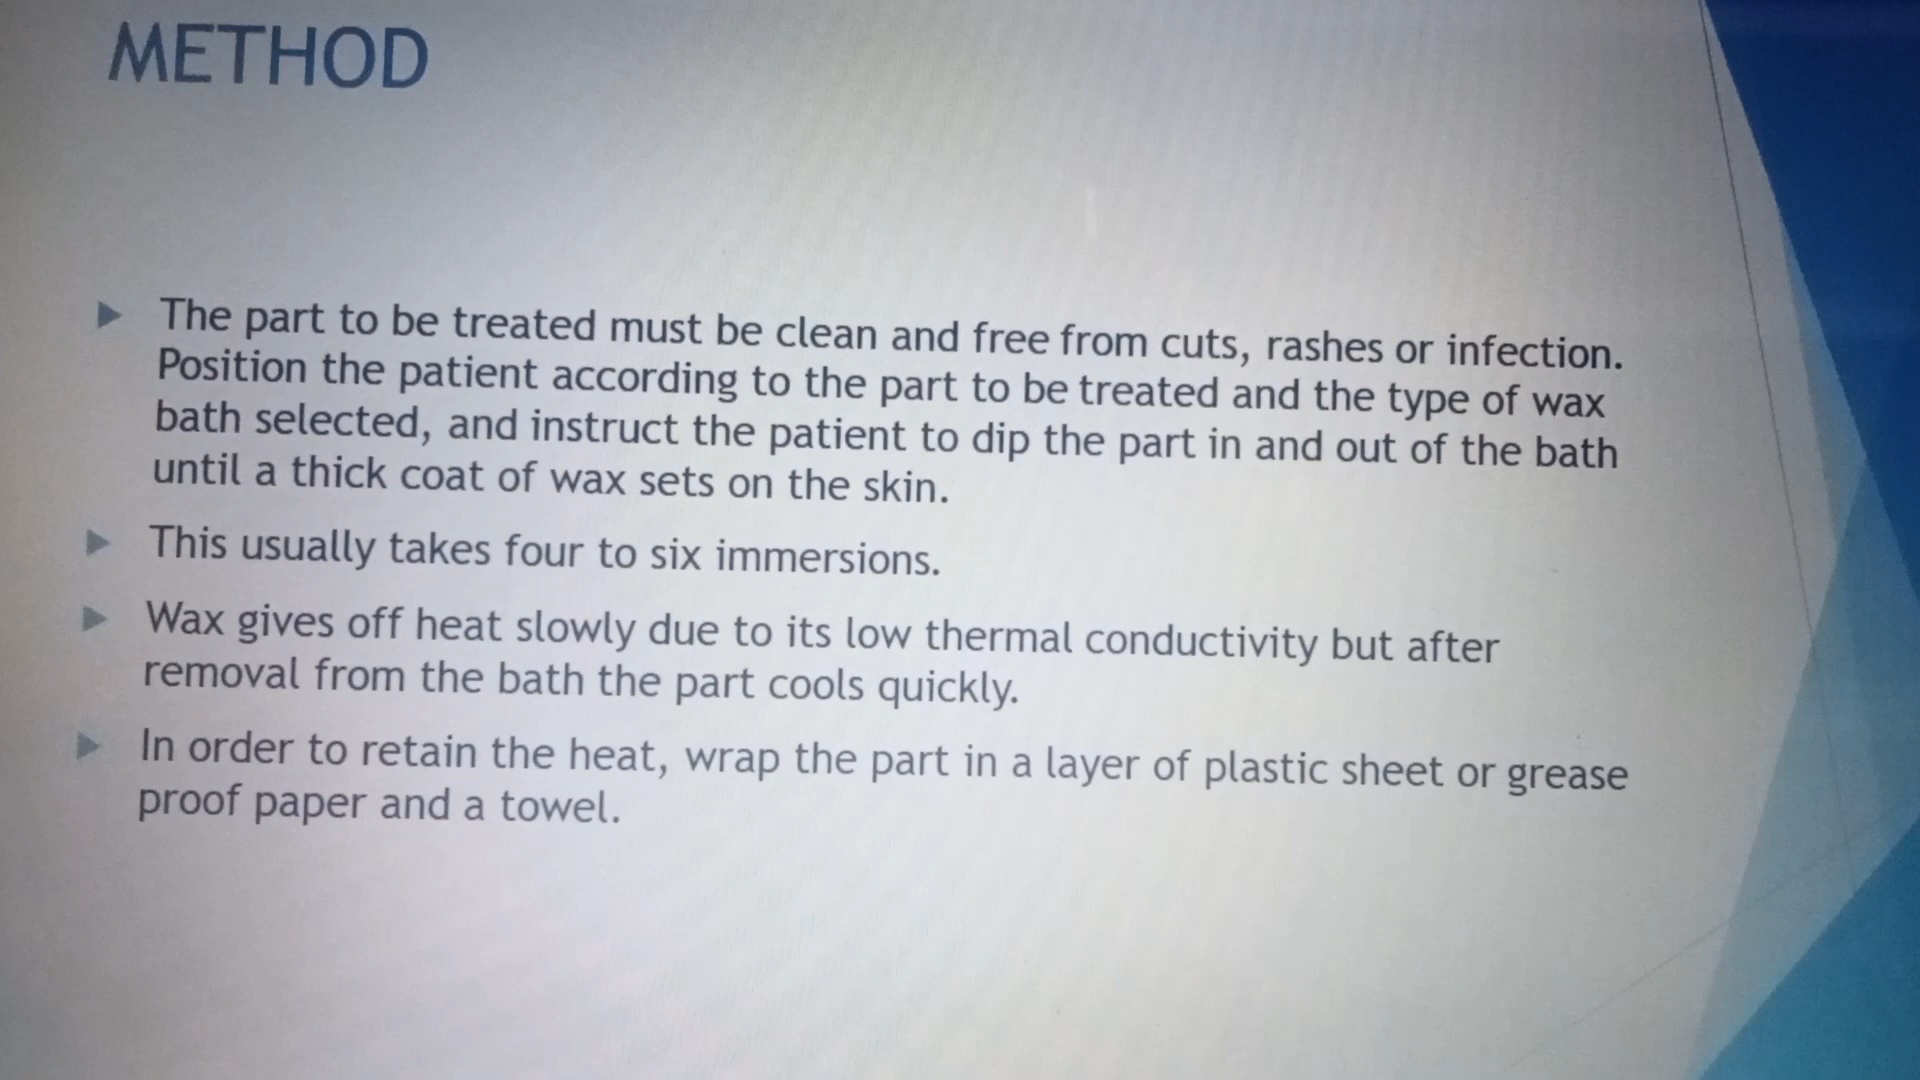 METHOD
▶ The part to be treated must be clean and free from cuts, rashes or infection.
Position the patient according to the part to be treated and the type of wax
bath selected, and instruct the patient to dip the part in and out of the bath
until a thick coat of wax sets on the skin.
▶ This usually takes four to six immersions.
▶ Wax gives off heat slowly due to its low thermal conductivity but after
removal from the bath the part cools quickly.
▶ In order to retain the heat, wrap the part in a layer of plastic sheet or grease
proof paper and a towel.